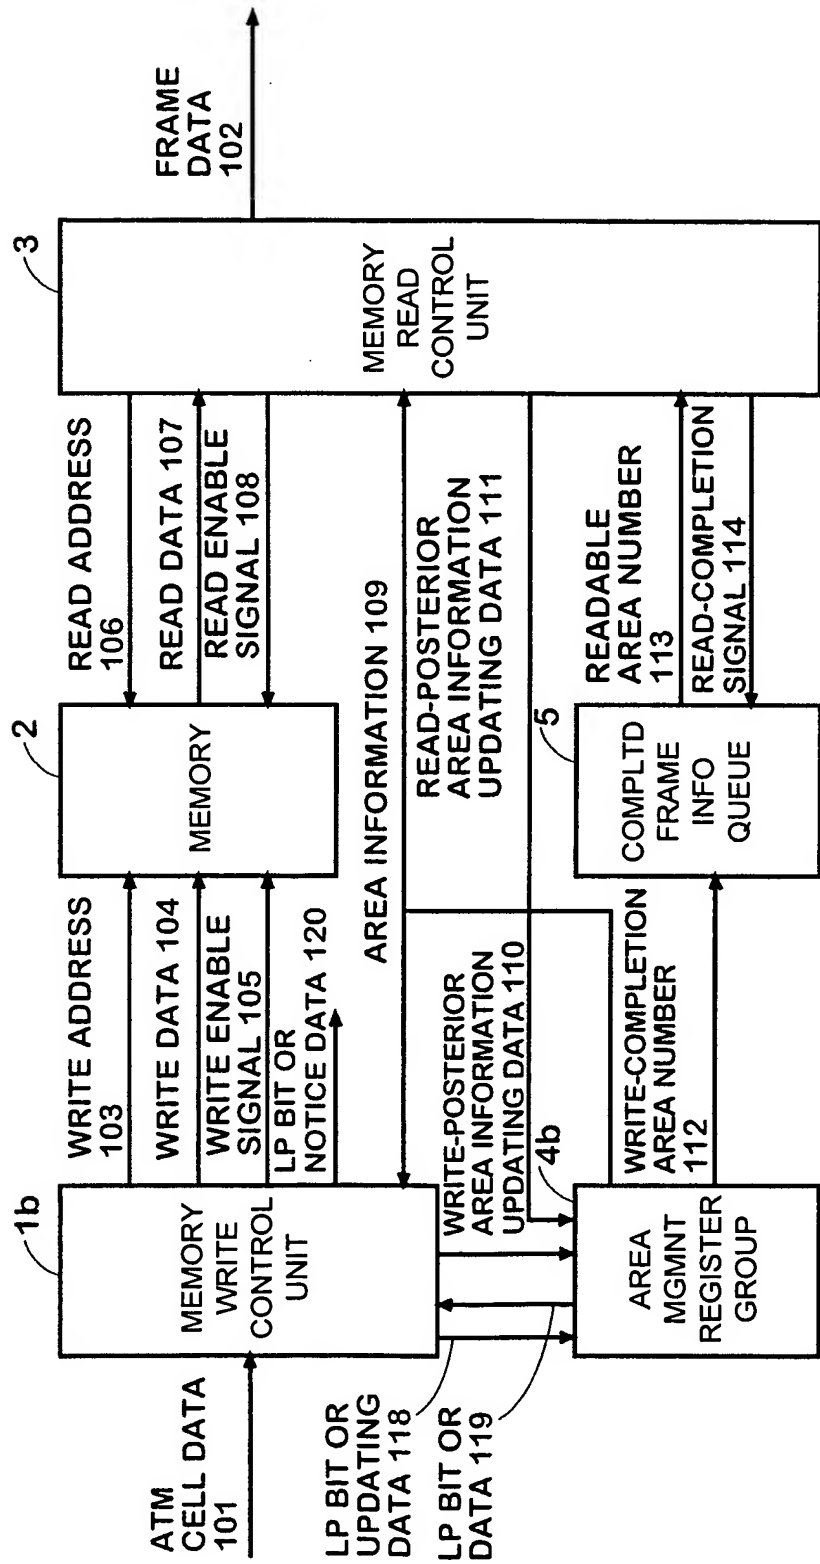 ATM
CELL DATA
101
1b
MEMORY
WRITE
CONTROL
UNIT
WRITE ADDRESS
103
WRITE DATA 104
WRITE ENABLE
SIGNAL 105
LP BIT OR
NOTICE DATA 120
2
MEMORY
READ ADDRESS
106
READ DATA 107
READ ENABLE
SIGNAL 108
3
MEMORY
READ
CONTROL
UNIT
FRAME
DATA
102
AREA INFORMATION 109
READ-POSTERIOR
AREA INFORMATION
UPDATING DATA 111
WRITE-POSTERIOR
AREA INFORMATION
UPDATING DATA 110
LP BIT OR
UPDATING
DATA 118
LP BIT OR
DATA 119
4b
AREA
MGMNT
REGISTER
GROUP
WRITE-COMPLETION
AREA NUMBER
112
5
COMPLTD
FRAME
INFO
QUEUE
READABLE
AREA NUMBER
113
READ-COMPLETION
SIGNAL 114